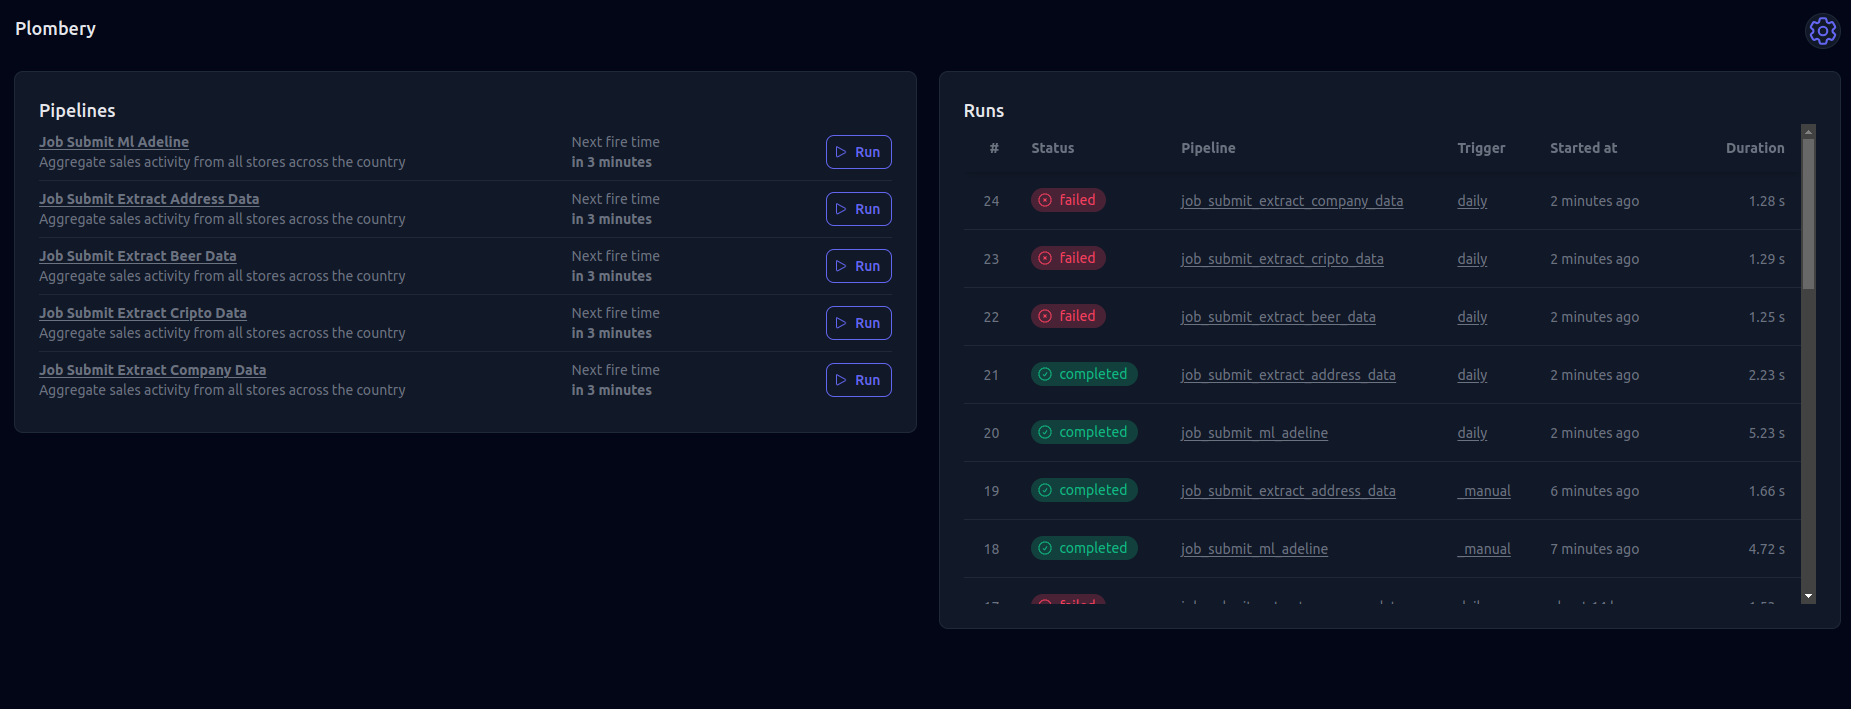 Plombery
Pipelines
Job Submit Ml Adeline
Aggregate sales activity from all stores across the country
Next fire time
in 3 minutes
Run
Job Submit Extract Address Data
Aggregate sales activity from all stores across the country
Next fire time
in 3 minutes
Run
Job Submit Extract Beer Data
Aggregate sales activity from all stores across the country
Next fire time
in 3 minutes
Run
Job Submit Extract Cripto Data
Aggregate sales activity from all stores across the country
Next fire time
in 3 minutes
Run
Job Submit Extract Company Data
Aggregate sales activity from all stores across the country
Next fire time
in 3 minutes
Run
Runs
# Status Pipeline Trigger Started at Duration
24 failed job_submit_extract_company_data daily 2 minutes ago 1.28 s
23 failed job_submit_extract_cripto_data daily 2 minutes ago 1.29 s
22 failed job_submit_extract_beer_data daily 2 minutes ago 1.25 s
21 completed job_submit_extract_address_data daily 2 minutes ago 2.23 s
20 completed job_submit_ml_adeline daily 2 minutes ago 5.23 s
19 completed job_submit_extract_address_data _manual 6 minutes ago 1.66 s
18 completed job_submit_ml_adeline _manual 7 minutes ago 4.72 s
17 failed